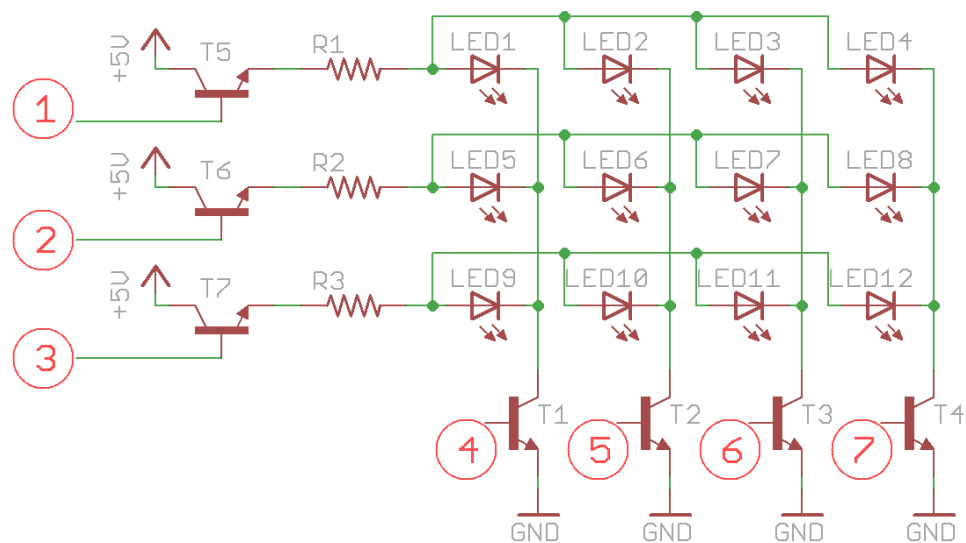 +5V
T5
R1
LED1
LED2
LED3
LED4
1
+5V
T6
R2
LED5
LED6
LED7
LED8
2
+5V
T7
R3
LED9
LED10
LED11
LED12
3
T1
T2
T3
T4
4
5
6
7
GND
GND
GND
GND